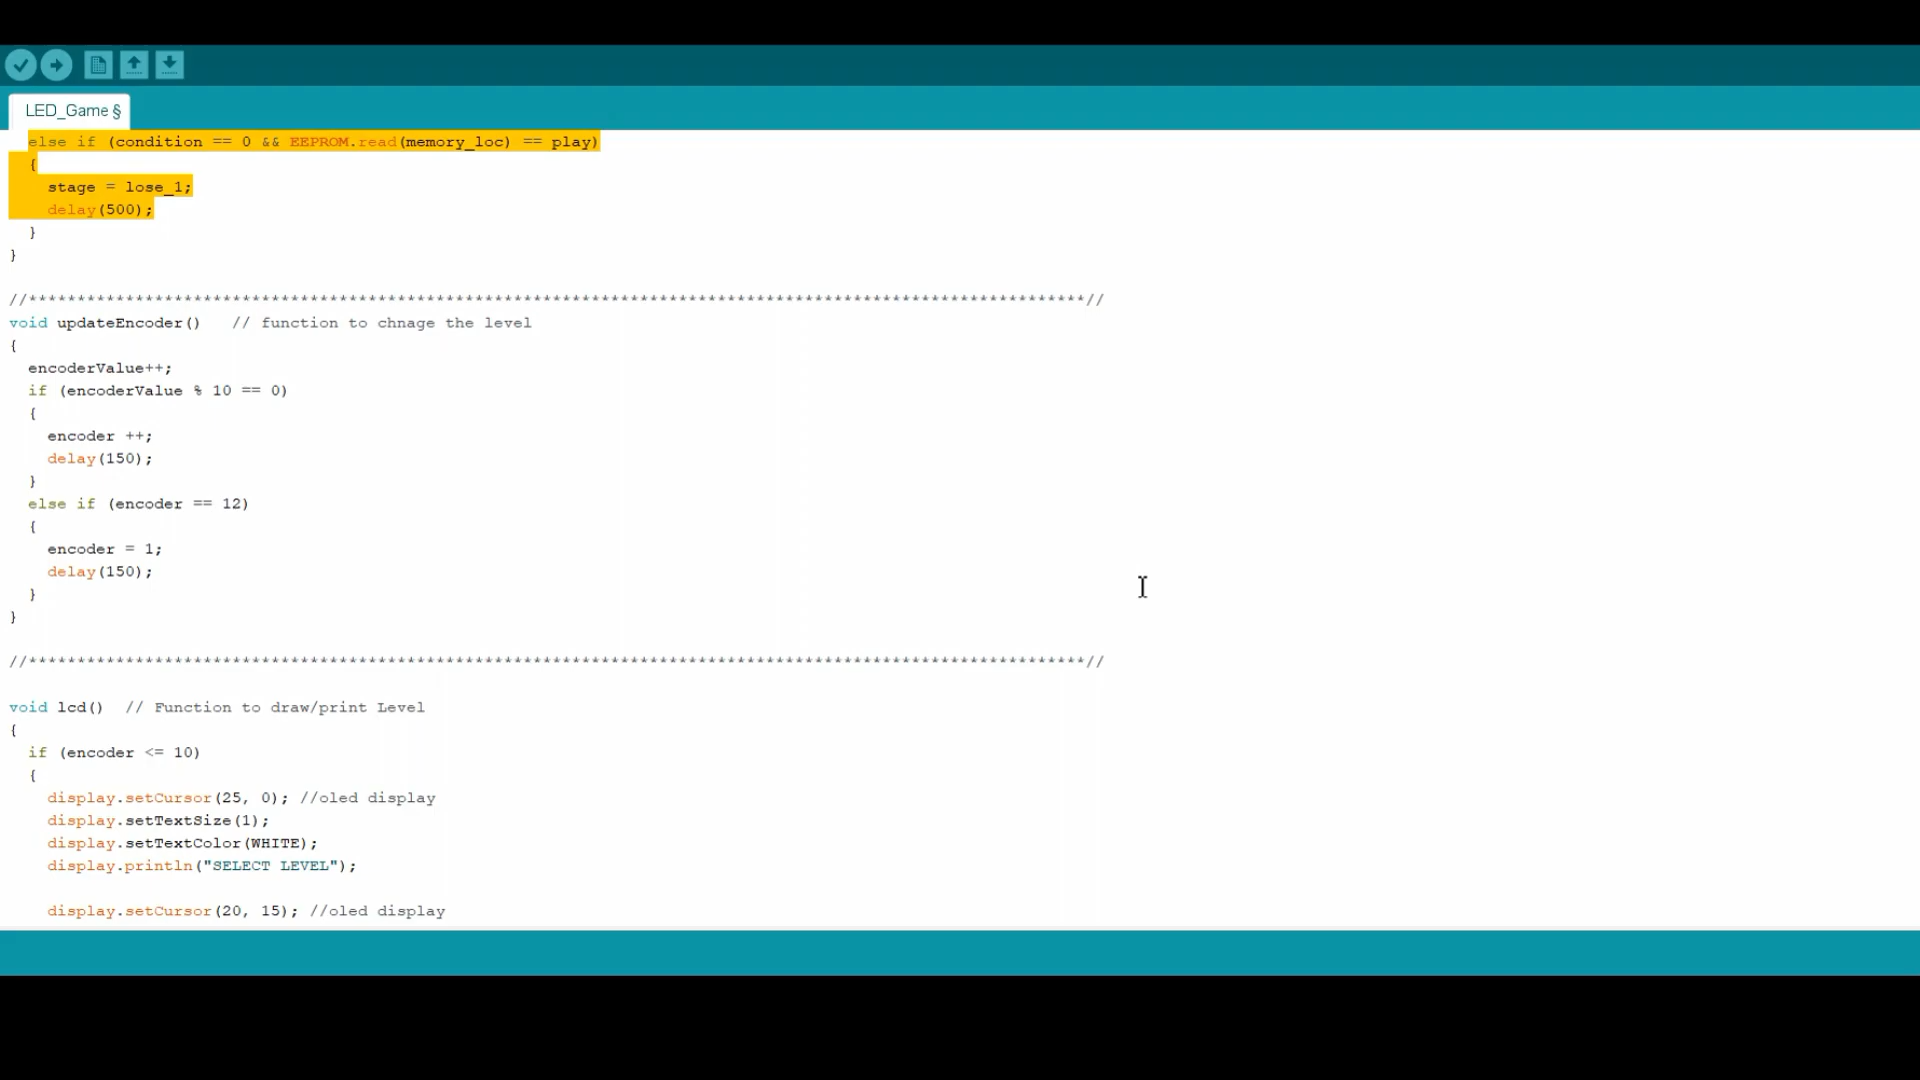 LED_Game §
else if (condition == 0 && EEPROM.read(memory_loc) == play)
{
stage = lose_1;
delay(500);
}
}
//*************************************************************************************************************//
void updateEncoder()   // function to chnage the level
{
encoderValue++;
if (encoderValue % 10 == 0)
{
encoder ++;
delay(150);
}
else if (encoder == 12)
{
encoder = 1;
delay(150);
}
}
//*************************************************************************************************************//
void lcd()  // Function to draw/print Level
{
if (encoder <= 10)
{
display.setCursor(25, 0); //oled display
display.setTextSize(1);
display.setTextColor(WHITE);
display.println("SELECT LEVEL");
display.setCursor(20, 15); //oled display